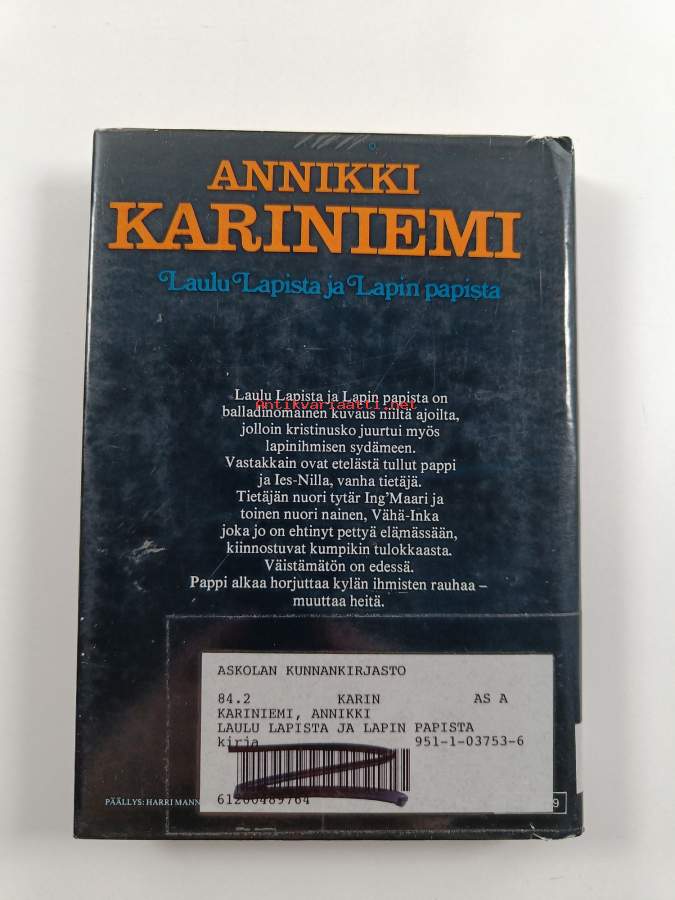 ANNIKKI
KARINIEMI
Laulu Lapista ja Lapin papista
Laulu Lapista ja Lapin papista on
Antikvariaatti.net
balladinomainen kuvaus niiltä ajoilta,
jolloin kristinusko juurtui myös
lapinihmisen sydämeen.
Vastakkain ovat etelästä tullut pappi
ja Ies-Nilla, vanha tietäjä.
Tietäjän nuori tytär Ing'Maari ja
toinen nuori nainen, Vähä-Inka
joka jo on ehtinyt pettyä elämässään,
kiinnostuvat kumpikin tulokkaasta.
Väistämätön on edessä.
Pappi alkaa horjuttaa kylän ihmisten rauhaa –
muuttaa heitä.
ASKOLAN KUNNANKIRJASTO
84.2 KARIN AS A
KARINIEMI, ANNIKKI
LAULU LAPISTA JA LAPIN PAPISTA
kirja 951-1-03753-6
61200489764
PÄÄLLYS: HARRI MANN 9